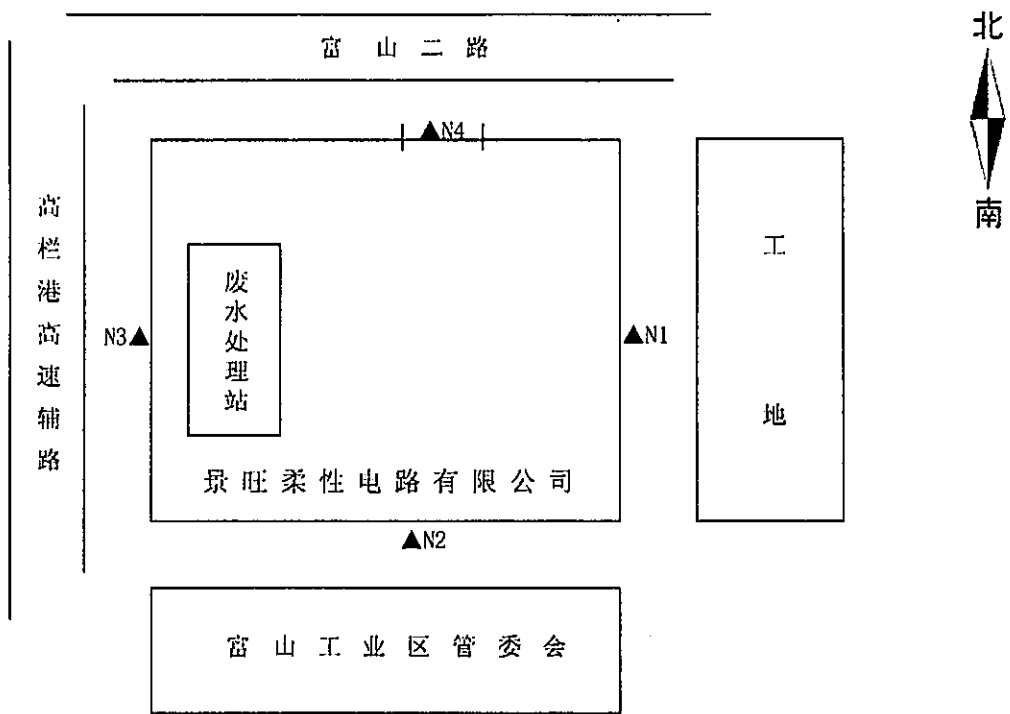 富山二路
北
南
▲N4
高栏港高速辅路
废水处理站
N3▲
▲N1
工地
景旺柔性电路有限公司
▲N2
富山工业区管委会